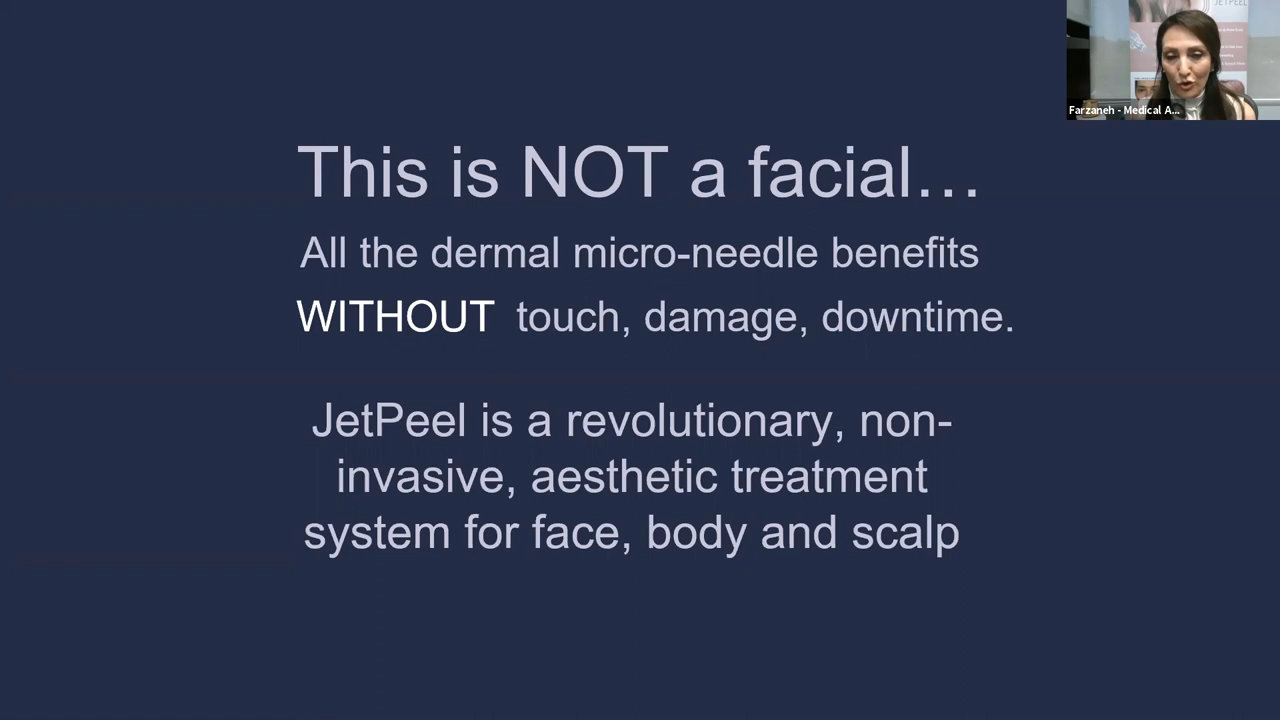 JETPEEL
Farzaneh - Medical A...
This is NOT a facial…
All the dermal micro-needle benefits
WITHOUT touch, damage, downtime.
JetPeel is a revolutionary, non-
invasive, aesthetic treatment
system for face, body and scalp